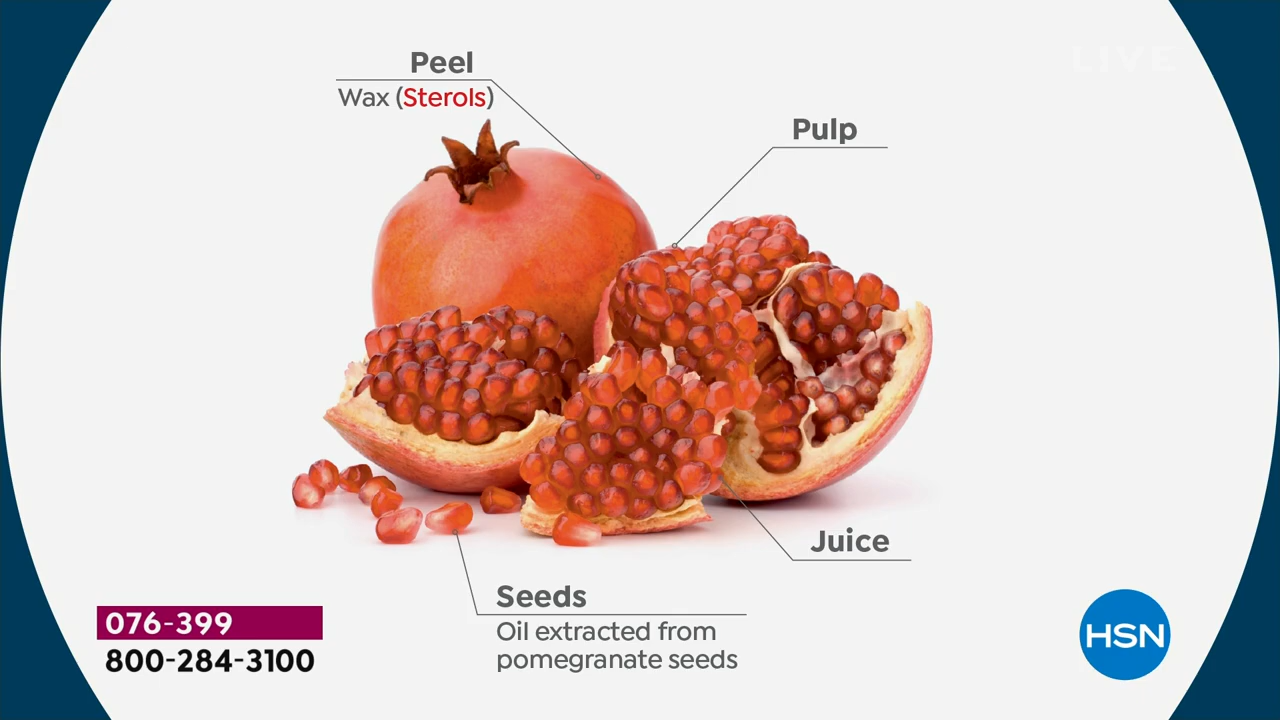 LIVE
Peel
Wax (Sterols)
Pulp
Juice
Seeds
Oil extracted from
pomegranate seeds
076-399
800-284-3100
HSN